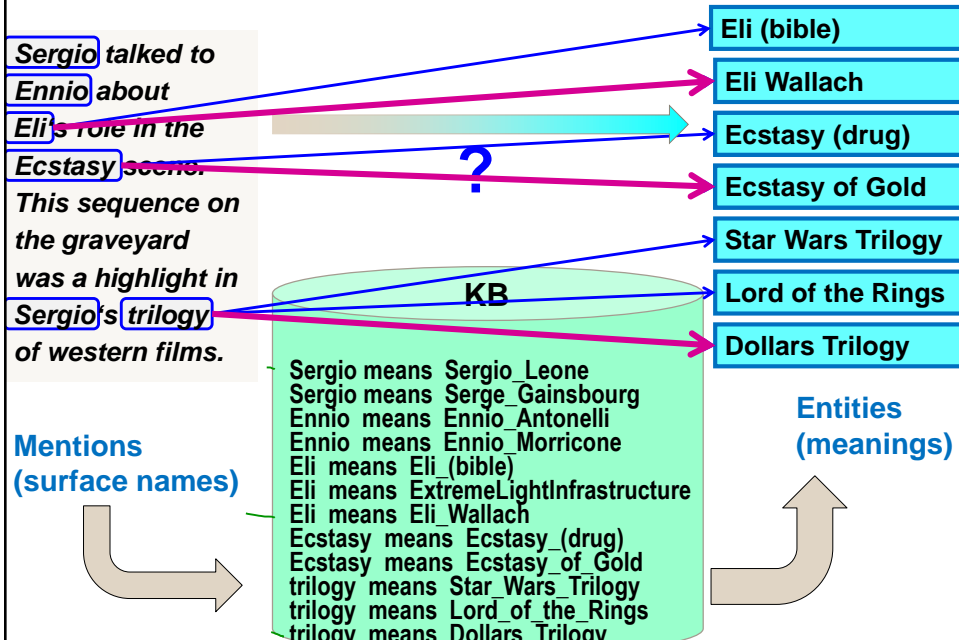 Sergio talked to
Ennio about
Eli's role in the
Ecstasy scene.
This sequence on
the graveyard
was a highlight in
Sergio's trilogy
of western films.
?
Eli (bible)
Eli Wallach
Ecstasy (drug)
Ecstasy of Gold
Star Wars Trilogy
Lord of the Rings
Dollars Trilogy
KB
Sergio means Sergio_Leone
Sergio means Serge_Gainsbourg
Ennio means Ennio_Antonelli
Ennio means Ennio_Morricone
Eli means Eli_(bible)
Eli means ExtremeLightInfrastructure
Eli means Eli_Wallach
Ecstasy means Ecstasy_(drug)
Ecstasy means Ecstasy_of_Gold
trilogy means Star_Wars_Trilogy
trilogy means Lord_of_the_Rings
trilogy means Dollars_Trilogy
Mentions
(surface names)
Entities
(meanings)